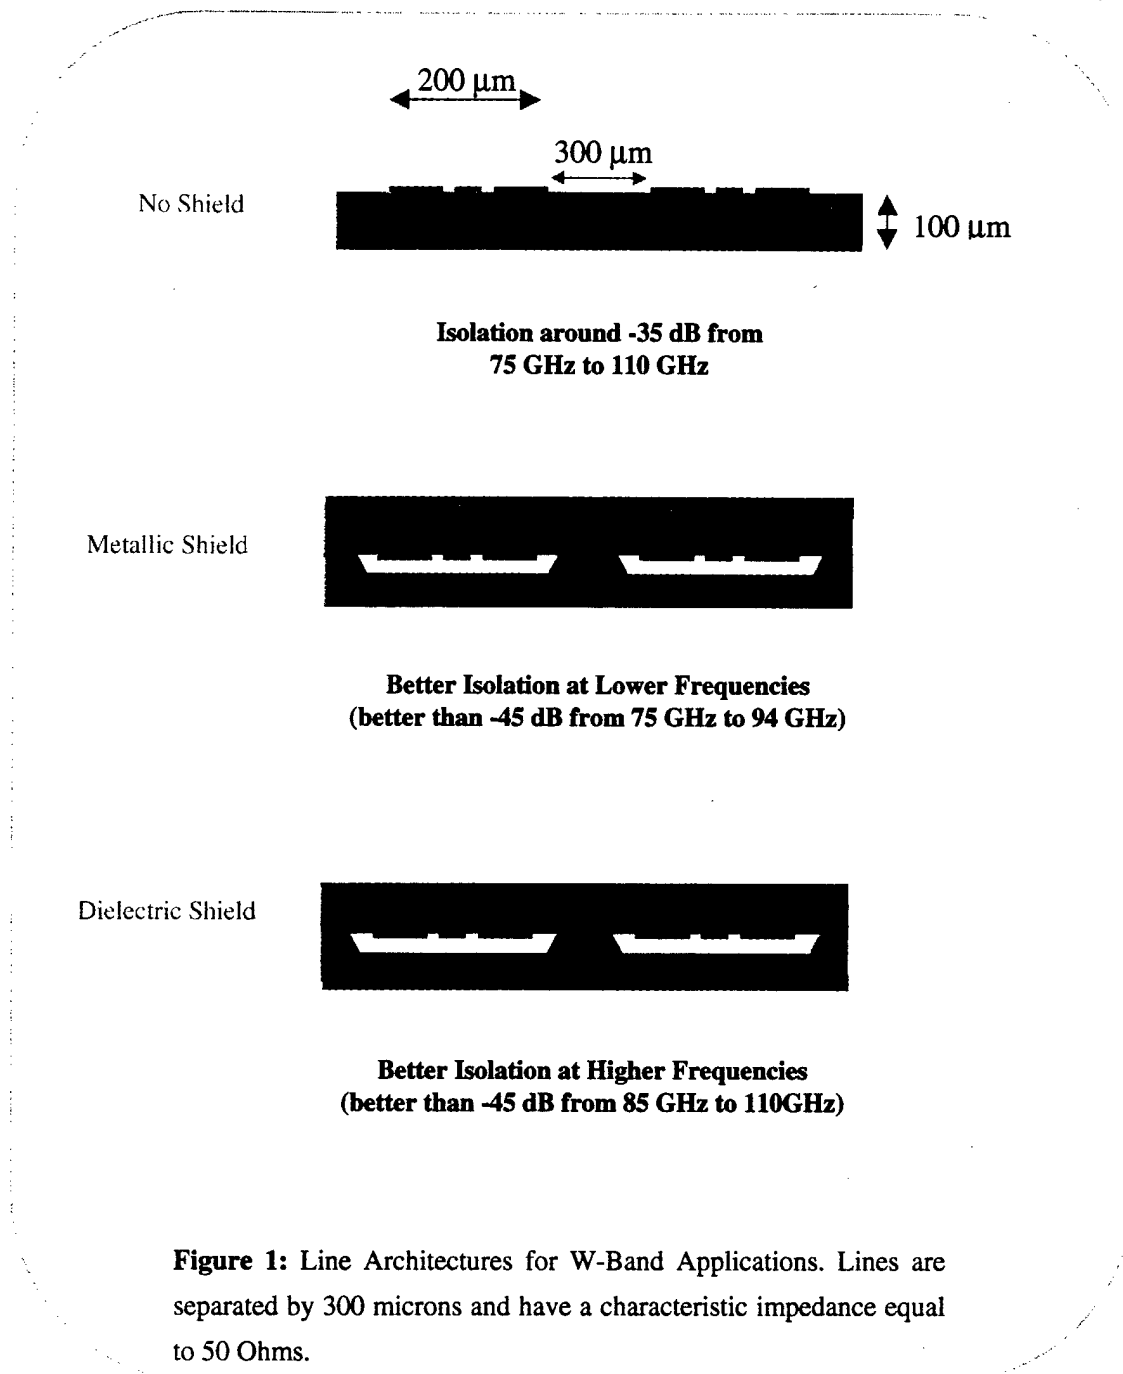 200 μm
300 μm
No Shield
100 μm
Isolation around -35 dB from
75 GHz to 110 GHz
Metallic Shield
Better Isolation at Lower Frequencies
(better than -45 dB from 75 GHz to 94 GHz)
Dielectric Shield
Better Isolation at Higher Frequencies
(better than -45 dB from 85 GHz to 110GHz)
Figure 1: Line Architectures for W-Band Applications. Lines are
separated by 300 microns and have a characteristic impedance equal
to 50 Ohms.